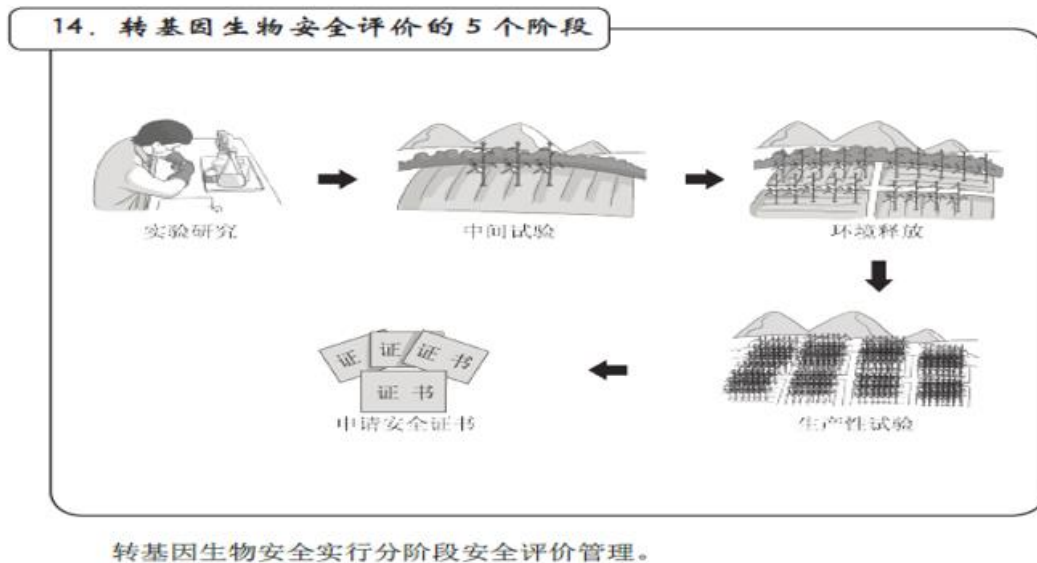 14. 转基因生物安全评价的 5 个阶段
实验研究
中间试验
环境释放
证
证
证 书
证 书
申请安全证书
生产性试验
转基因生物安全实行分阶段安全评价管理。